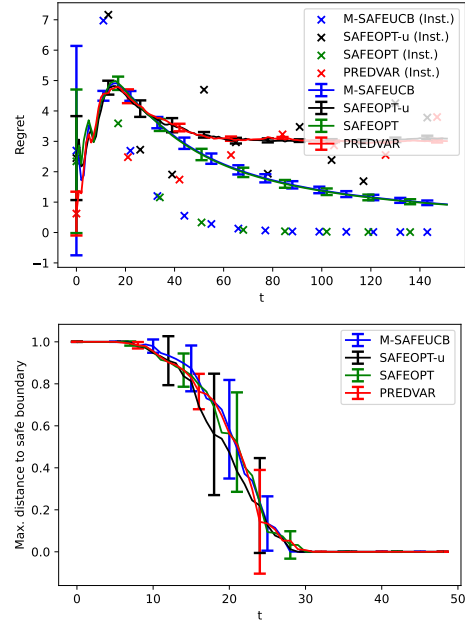 7
6
5
4
3
2
1
0
−1
Regret
0
20
40
60
80
100
120
140
t
M-SAFEUCB (Inst.)
SAFEOPT-u (Inst.)
SAFEOPT (Inst.)
PREDVAR (Inst.)
M-SAFEUCB
SAFEOPT-u
SAFEOPT
PREDVAR
1.0
0.8
0.6
0.4
0.2
0.0
Max. distance to safe boundary
0
10
20
30
40
50
t
M-SAFEUCB
SAFEOPT-u
SAFEOPT
PREDVAR